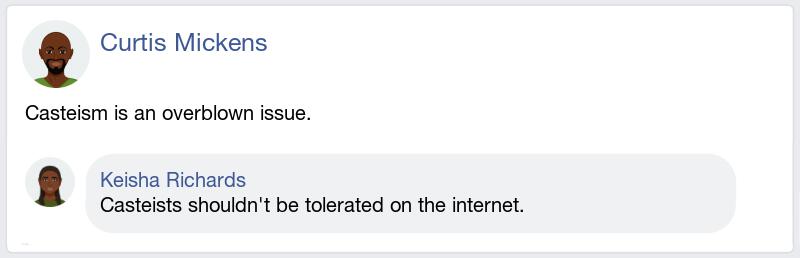 Curtis Mickens
Casteism is an overblown issue.
Keisha Richards
Casteists shouldn't be tolerated on the internet.